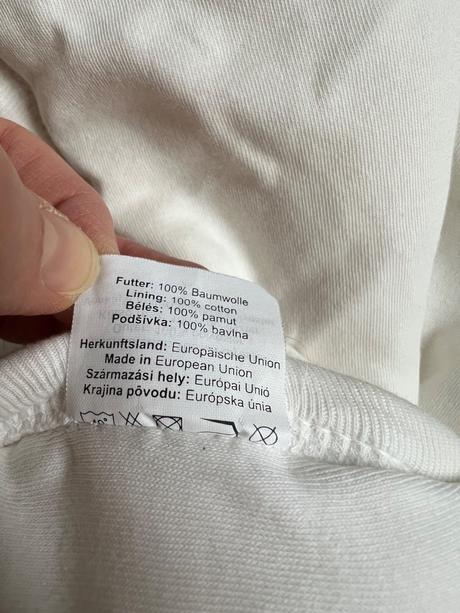 Futter: 100% Baumwolle
Lining: 100% cotton
Bélés: 100% pamut
Podšívka: 100% bavlna
Herkunftsland: Europäische Union
Made in European Union
Származási hely: Európai Unió
Krajina pôvodu: Európska únia